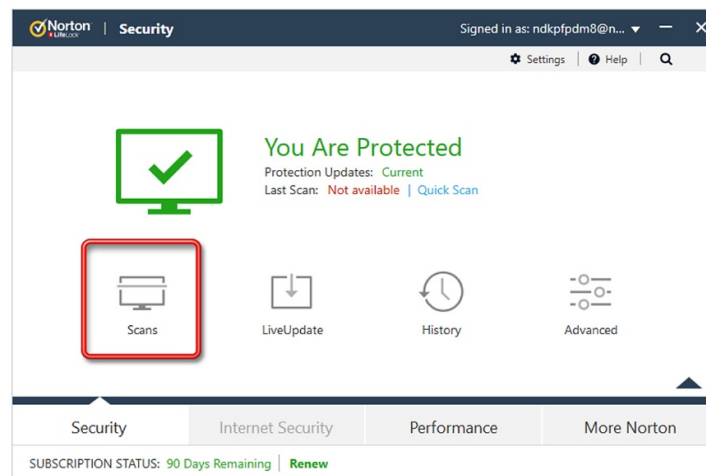 Norton LifeLock | Security
Signed in as: ndkpfpdm8@n...
Settings | Help |
You Are Protected
Protection Updates: Current
Last Scan: Not available | Quick Scan
Scans
LiveUpdate
History
Advanced
Security
Internet Security
Performance
More Norton
SUBSCRIPTION STATUS: 90 Days Remaining | Renew